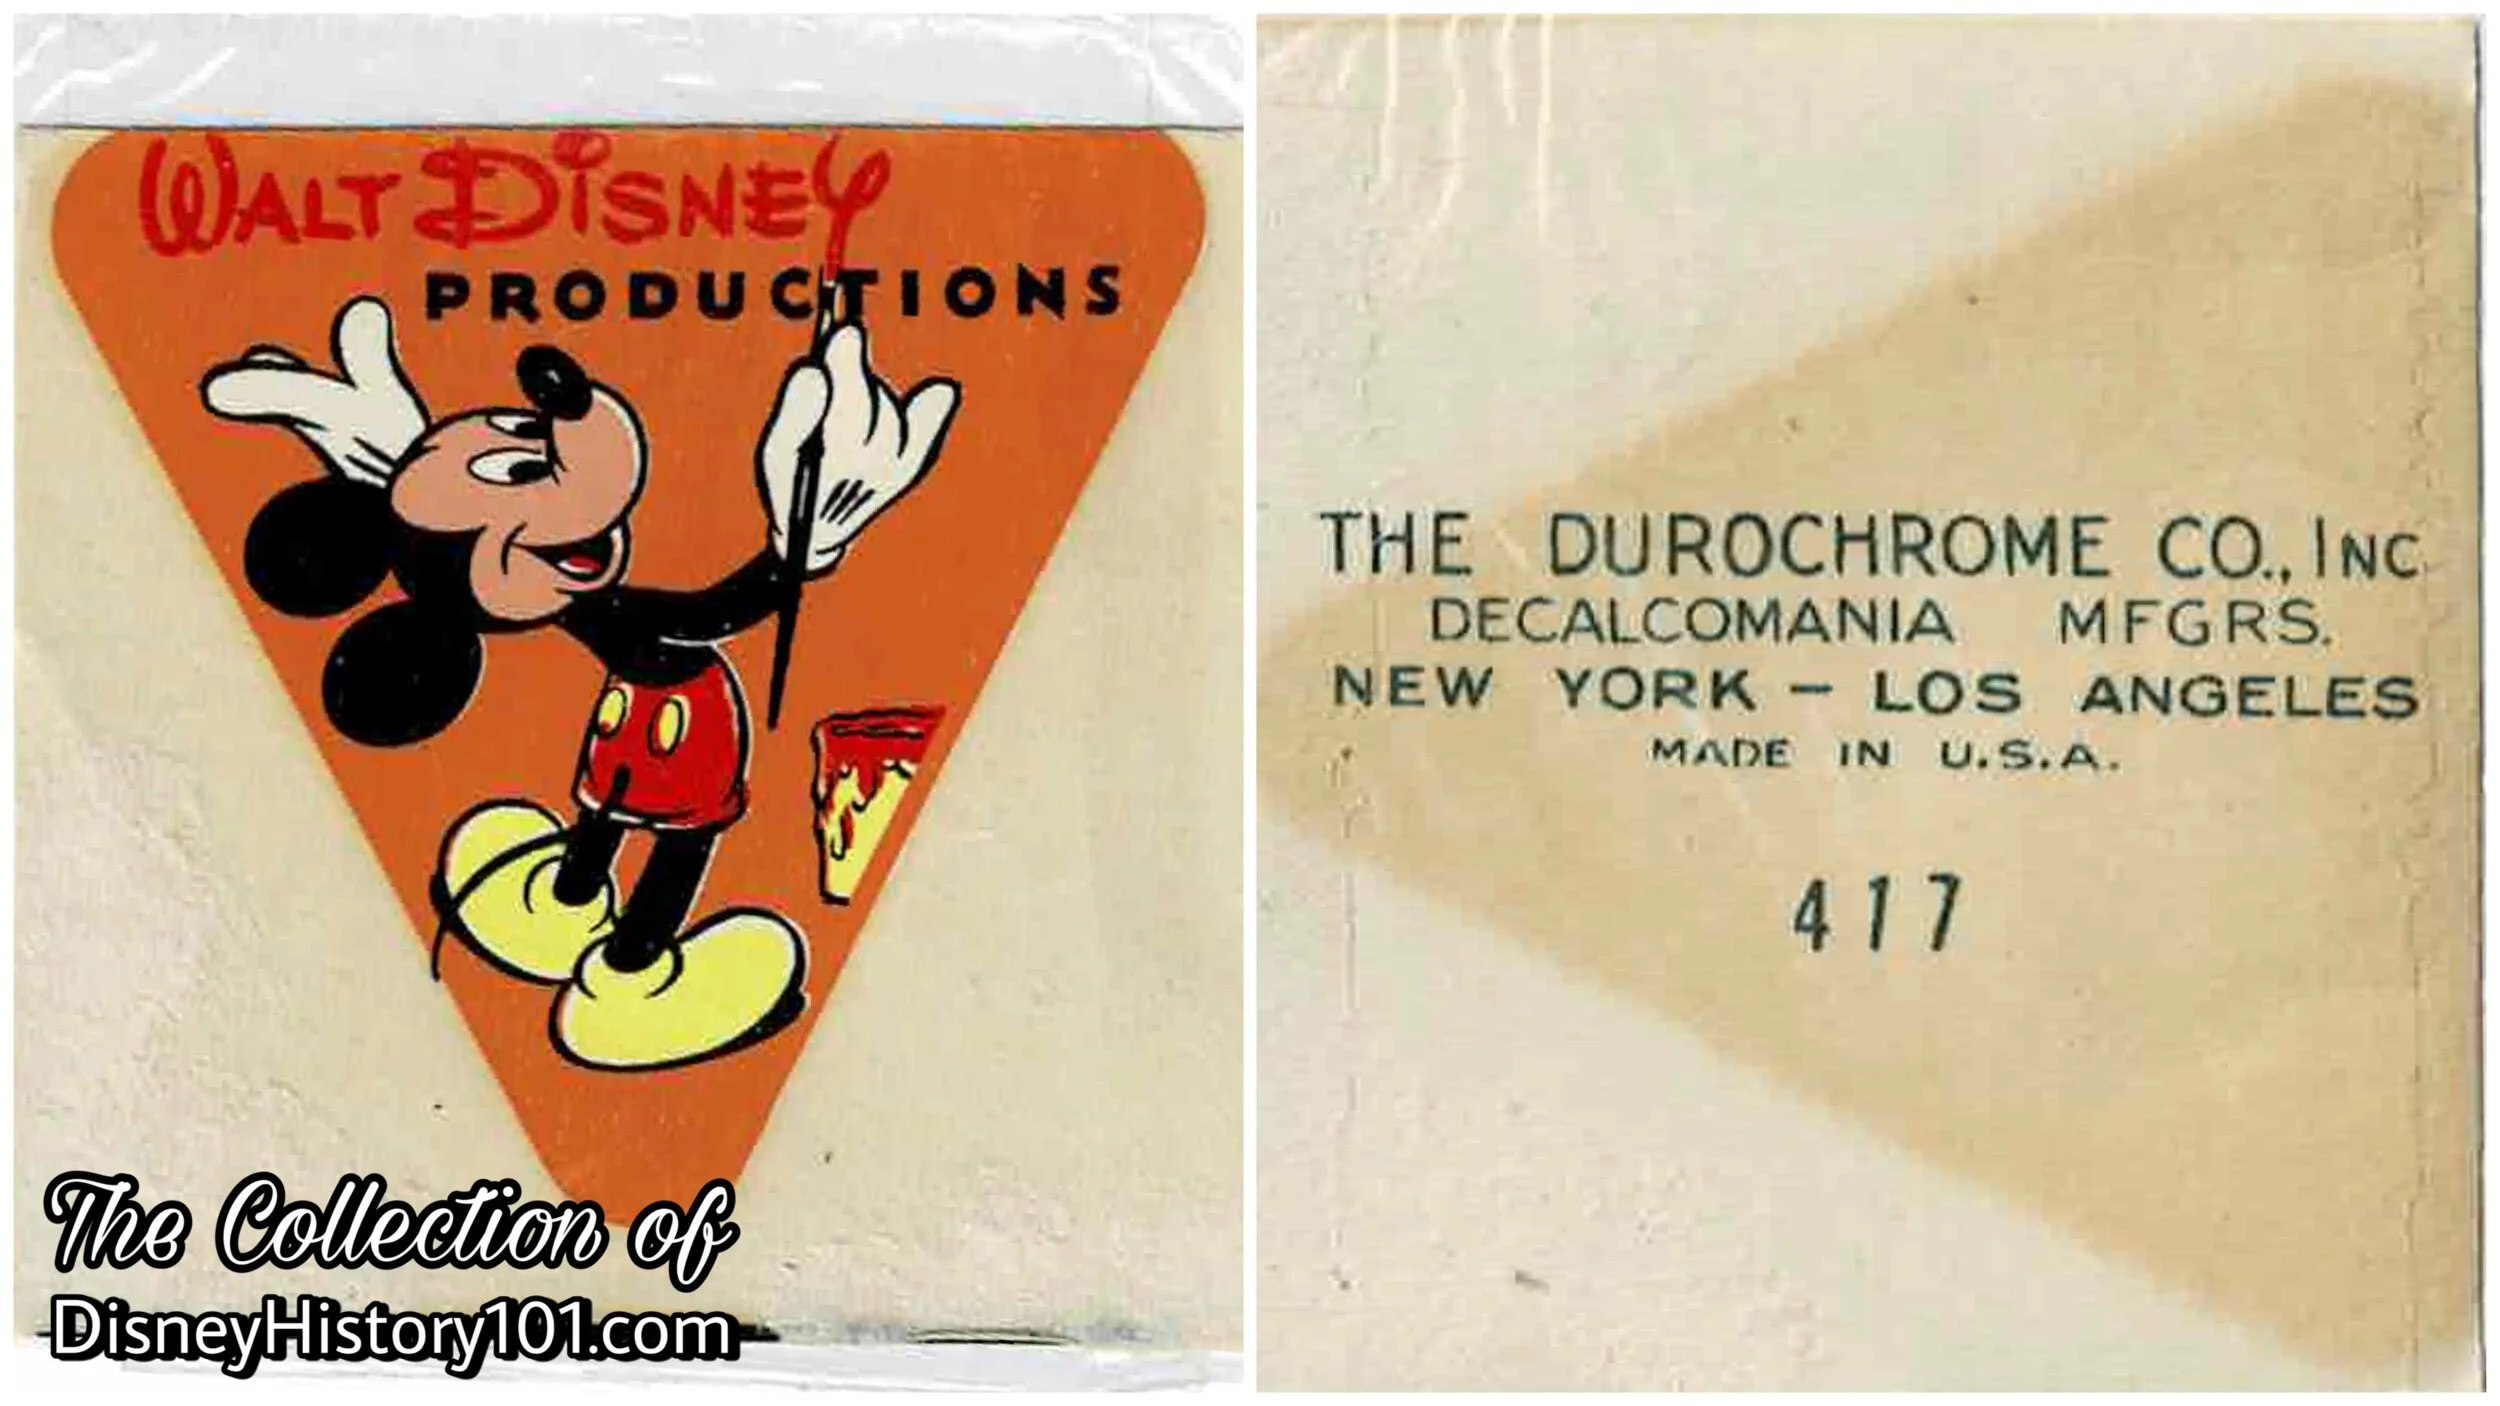 WALT DISNEY
PRODUCTIONS
The Collection of
DisneyHistory101.com
THE DUROCHROME CO., INC
DECALCOMANIA MFGRS.
NEW YORK – LOS ANGELES
MADE IN U.S.A.
417